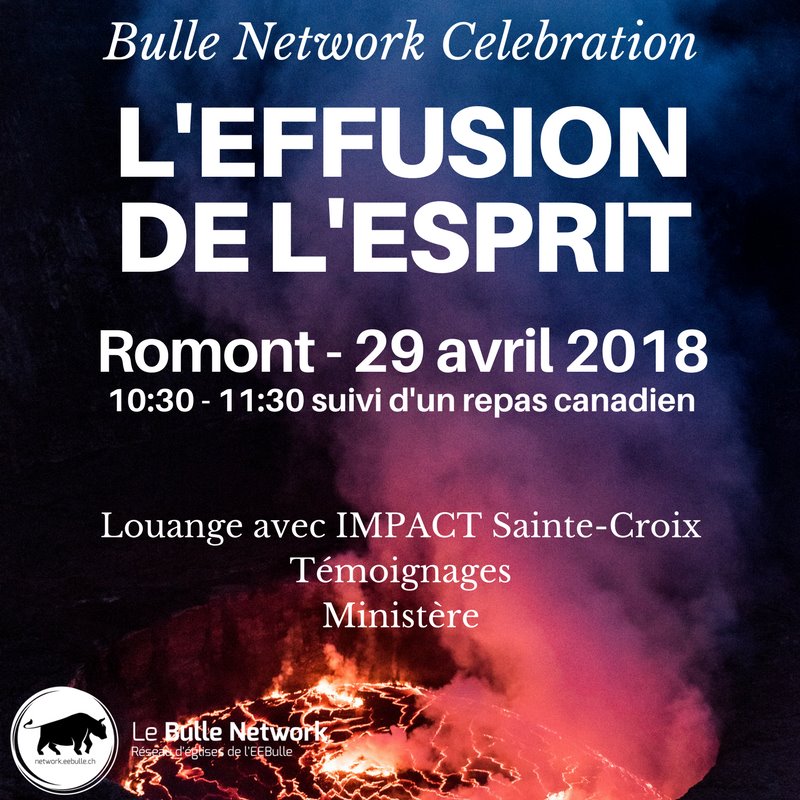 Bulle Network Celebration
L'EFFUSION
DE L'ESPRIT
Romont - 29 avril 2018
10:30 - 11:30 suivi d'un repas canadien
Louange avec IMPACT Sainte-Croix
Témoignages
Ministère
Le Bulle Network
Réseau d'églises de l'EEBulle
network.eebulle.ch